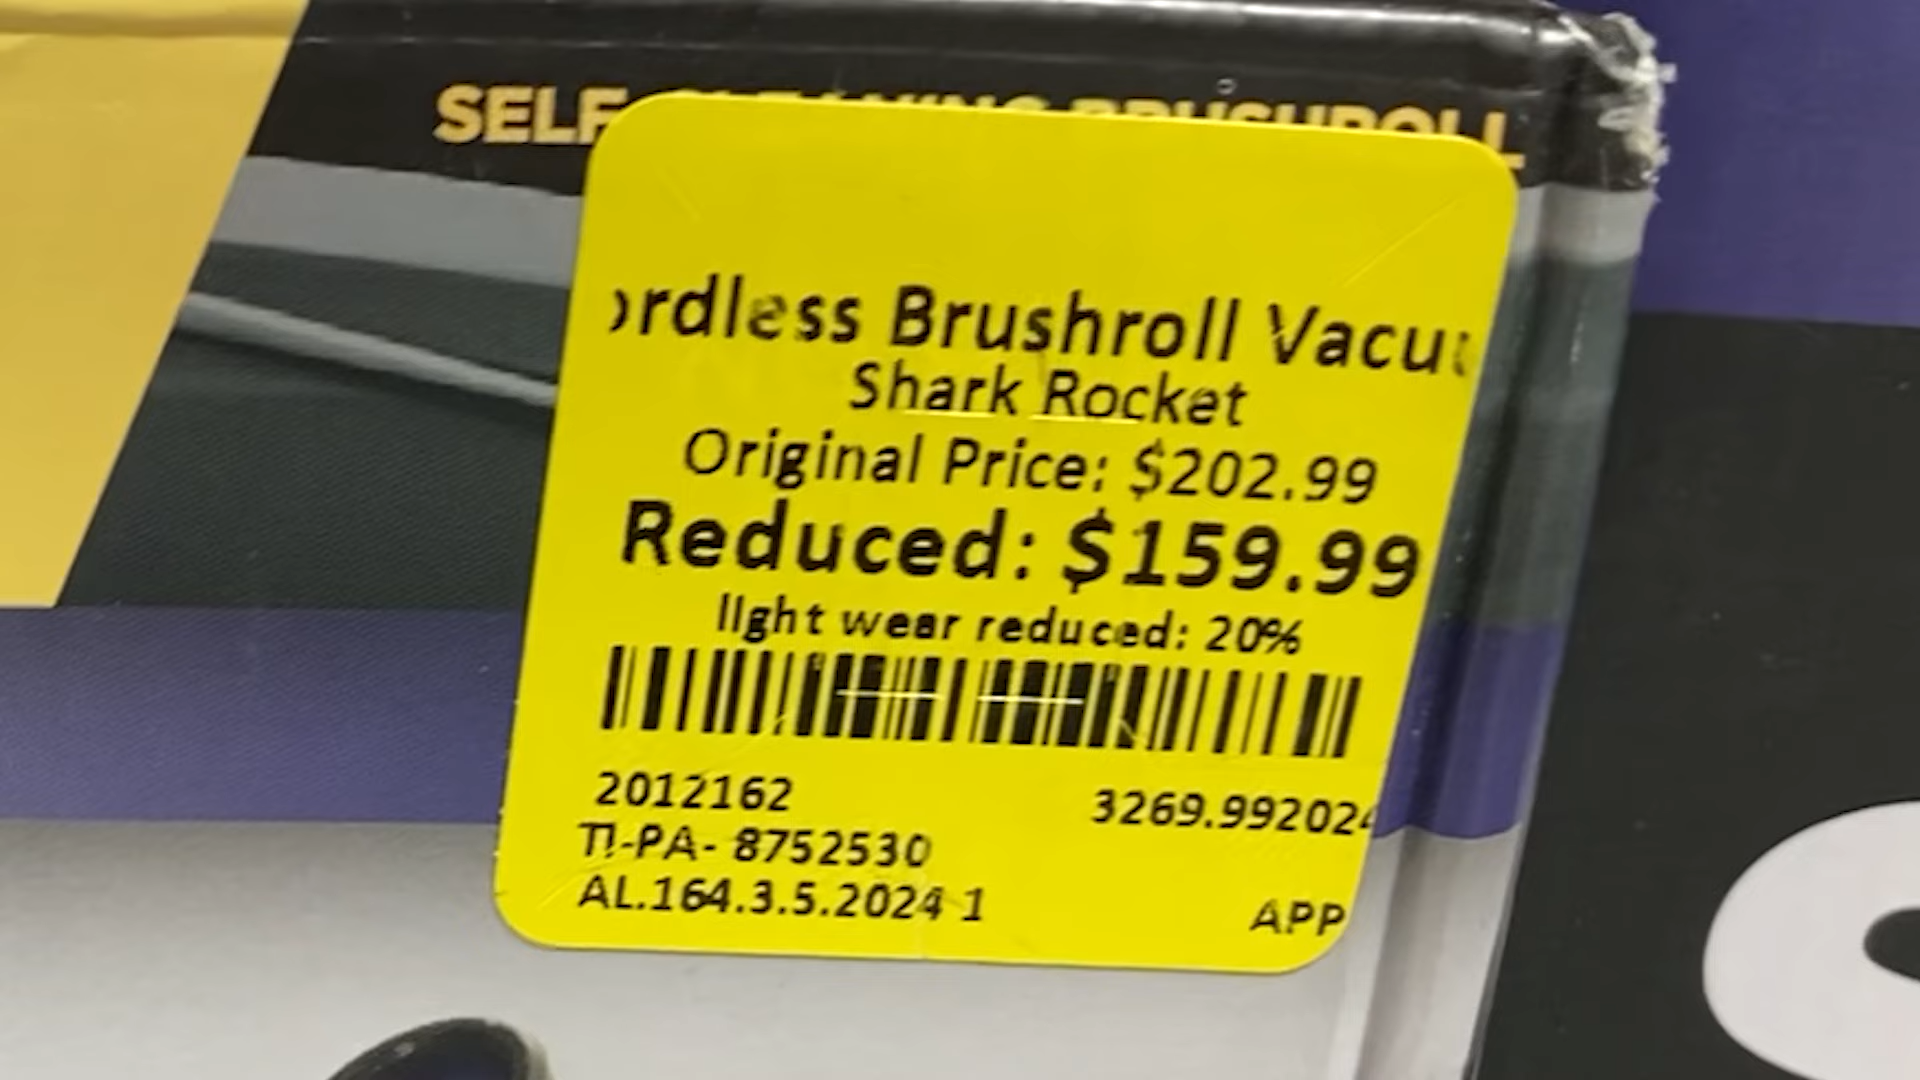 SELF-CLEANING BRUSHROLL
ordless Brushroll Vacu
Shark Rocket
Original Price: $202.99
Reduced: $159.99
light wear reduced: 20%
2012162 3269.992024
TI-PA- 8752530
AL.164.3.5.2024 1 APP